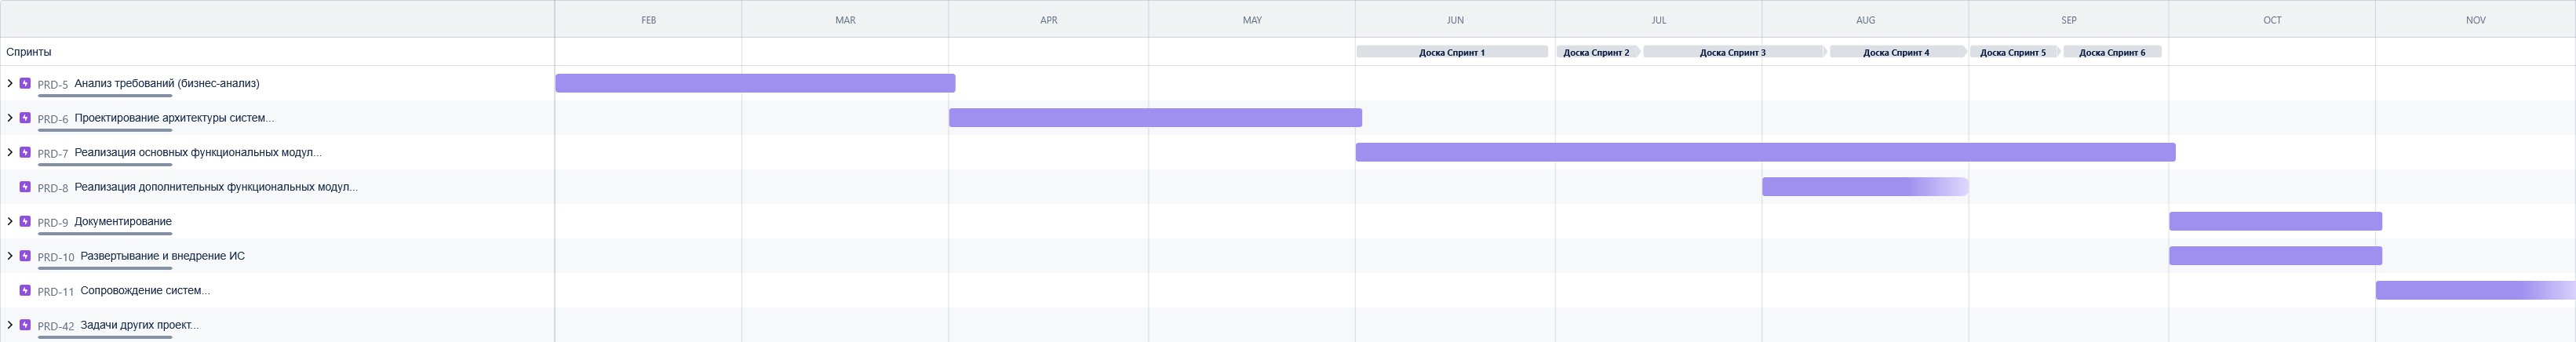 FEB MAR APR MAY JUN JUL AUG SEP OCT NOV
Спринты Доска Спринт 1 Доска Спринт 2 Доска Спринт 3 Доска Спринт 4 Доска Спринт 5 Доска Спринт 6
PRD-5 Анализ требований (бизнес-анализ)
PRD-6 Проектирование архитектуры систем...
PRD-7 Реализация основных функциональных модул...
PRD-8 Реализация дополнительных функциональных модул...
PRD-9 Документирование
PRD-10 Развертывание и внедрение ИС
PRD-11 Сопровождение систем...
PRD-42 Задачи других проект...